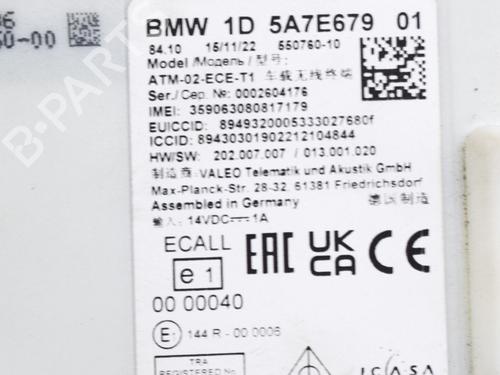 BMW 1D 5A7E679 01
84.10 15/11/22 550760-10
Model /Модель / 型号:
ATM-02-ECE-T1 车载无线终端
Ser./ Сер. №: 0002604176
IMEI: 359063080817179
EUICCID: 89493200053330276​80f
ICCID: 89430301902212104844
HW/SW: 202.007.007 / 013.001.020
制造商: VALEO Telematik und Akustik GmbH
Max-Planck-Str. 28-32, 61381 Friedrichsdorf
Assembled in Germany 德国制造
输入: 14VDC 1A
ECALL
EAC UK CA CE
e 1
00 00040
E1 144 R - 00 0006
TRA
REGISTERED No
ICASA
B-PARTS